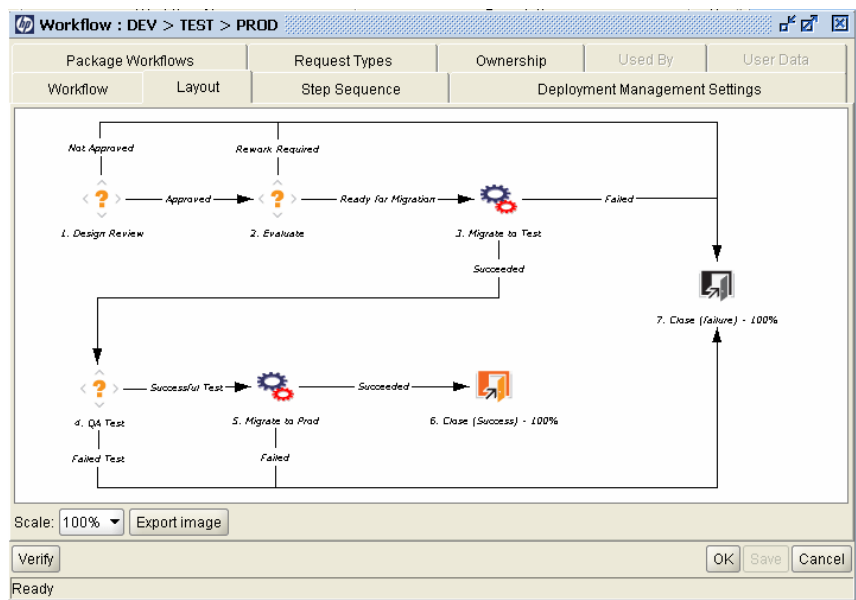 hp Workflow : DEV > TEST > PROD
Package Workflows Request Types Ownership Used By User Data
Workflow Layout Step Sequence Deployment Management Settings
Not Approved Rework Required
Approved Ready for Migration Failed
1. Design Review 2. Evaluate 3. Migrate to Test
Succeeded
7. Close (failure) - 100%
Successful Test Succeeded
4. QA Test 5. Migrate to Prod 6. Close (Success) - 100%
Failed Test Failed
Scale: 100% Export image
Verify OK Save Cancel
Ready